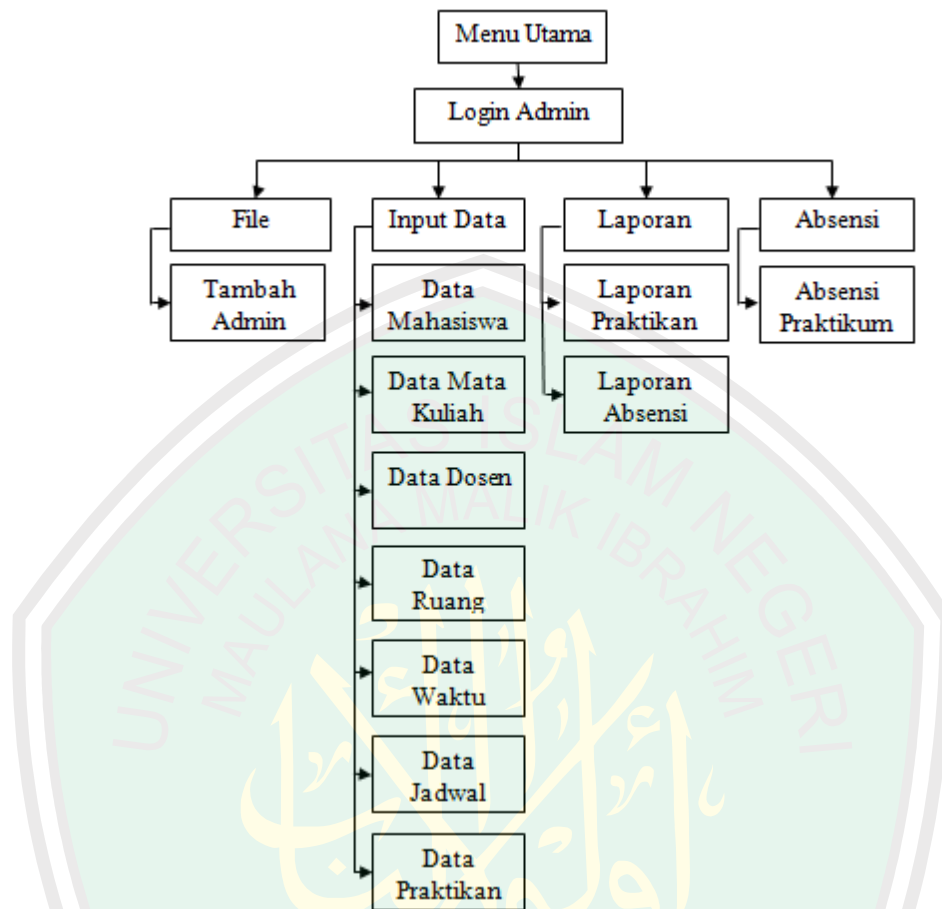 Menu Utama
Login Admin
File
Input Data
Laporan
Absensi
Tambah
Admin
Data
Mahasiswa
Laporan
Praktikan
Absensi
Praktikum
Data Mata
Kuliah
Laporan
Absensi
Data Dosen
Data
Ruang
Data
Waktu
Data
Jadwal
Data
Praktikan
UNIVERSITAS ISLAM NEGERI
MAULANA MALIK IBRAHIM